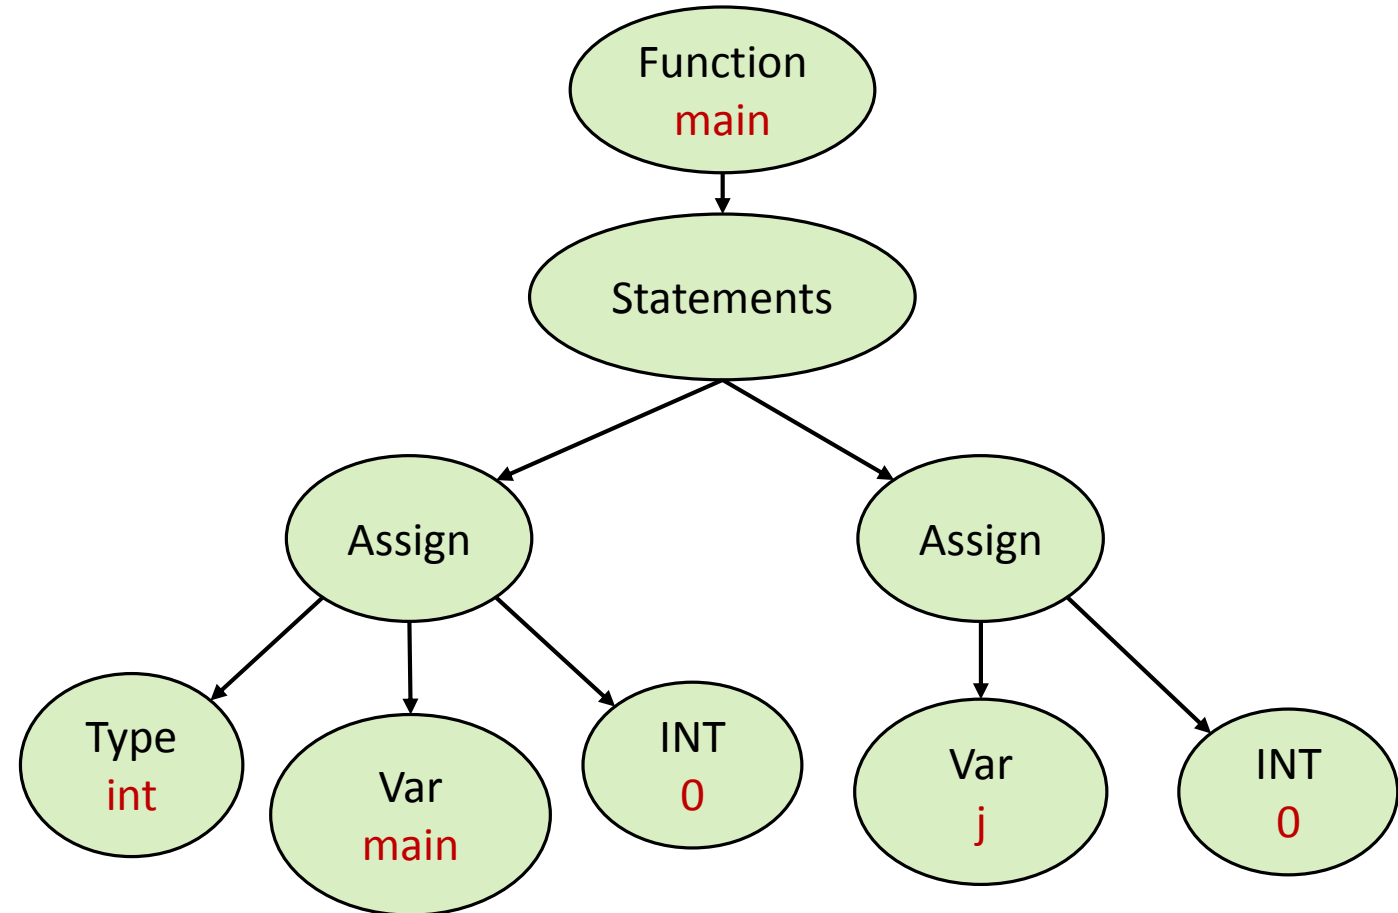 Function
main
Statements
Assign
Assign
Type
int
Var
main
INT
0
Var
j
INT
0